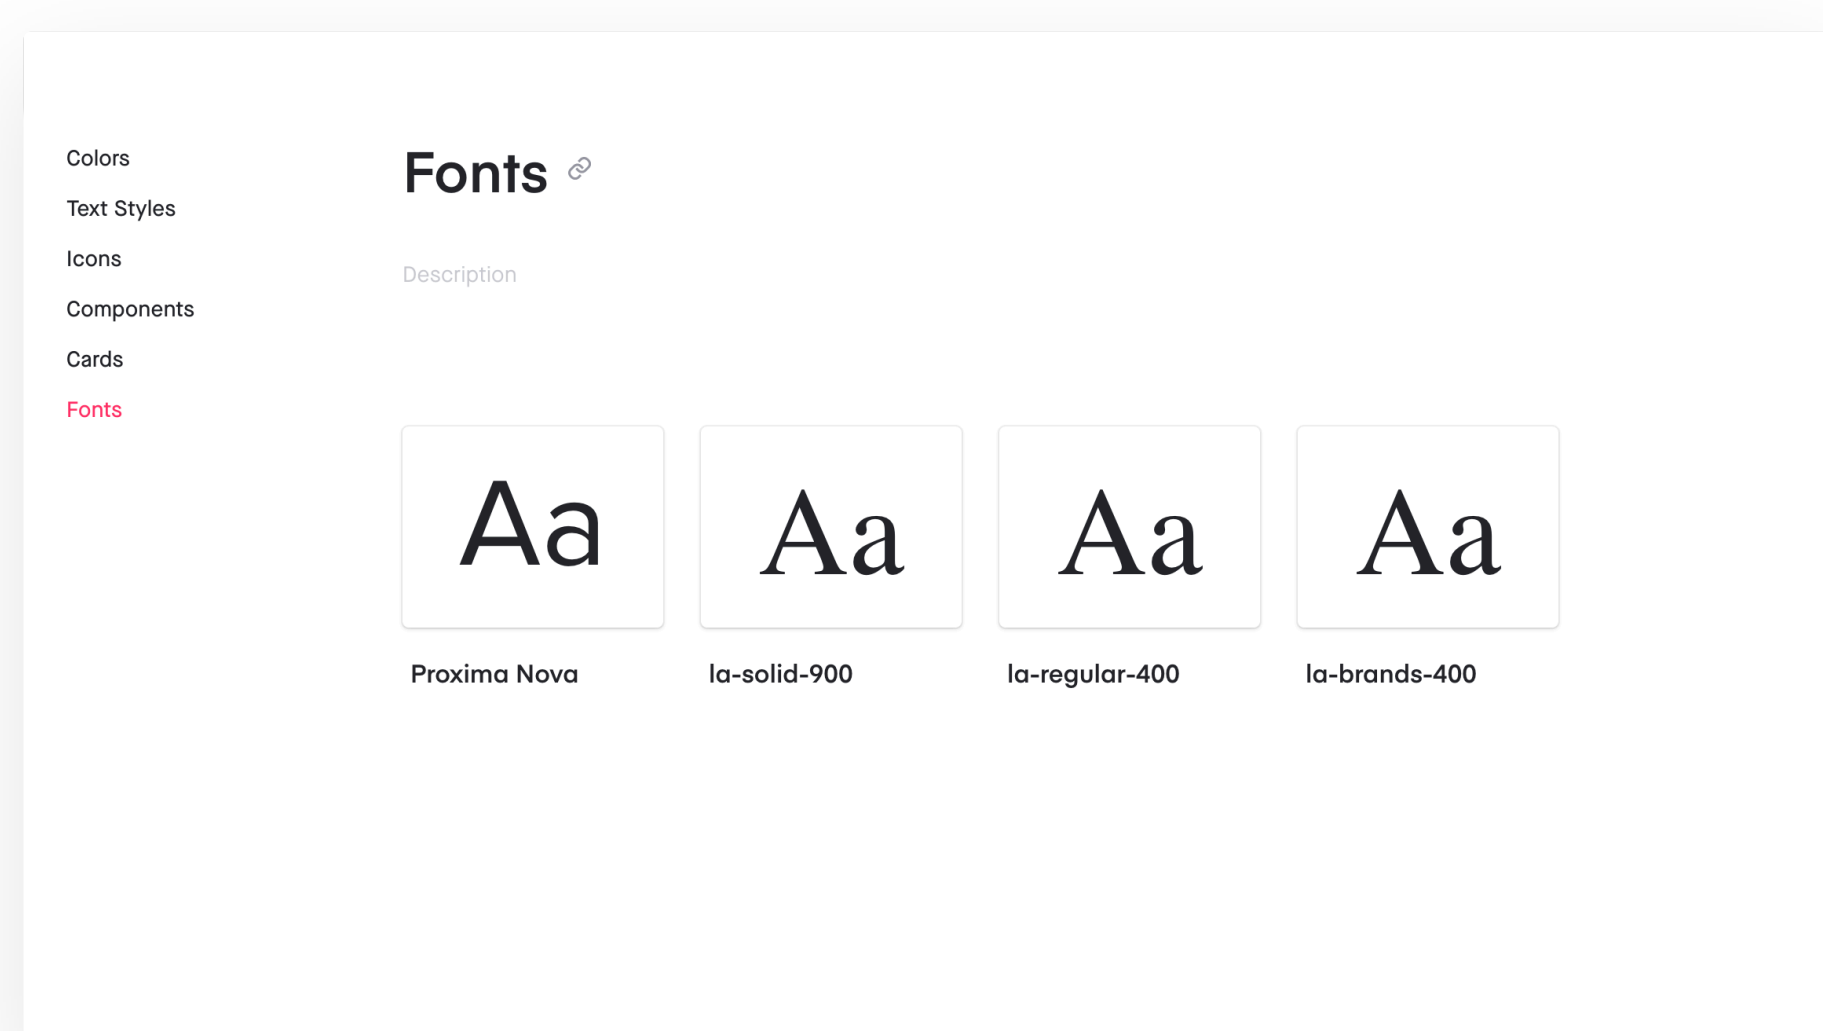 Colors
Text Styles
Icons
Components
Cards
Fonts
Fonts
Description
Aa
Aa
Aa
Aa
Proxima Nova
la-solid-900
la-regular-400
la-brands-400